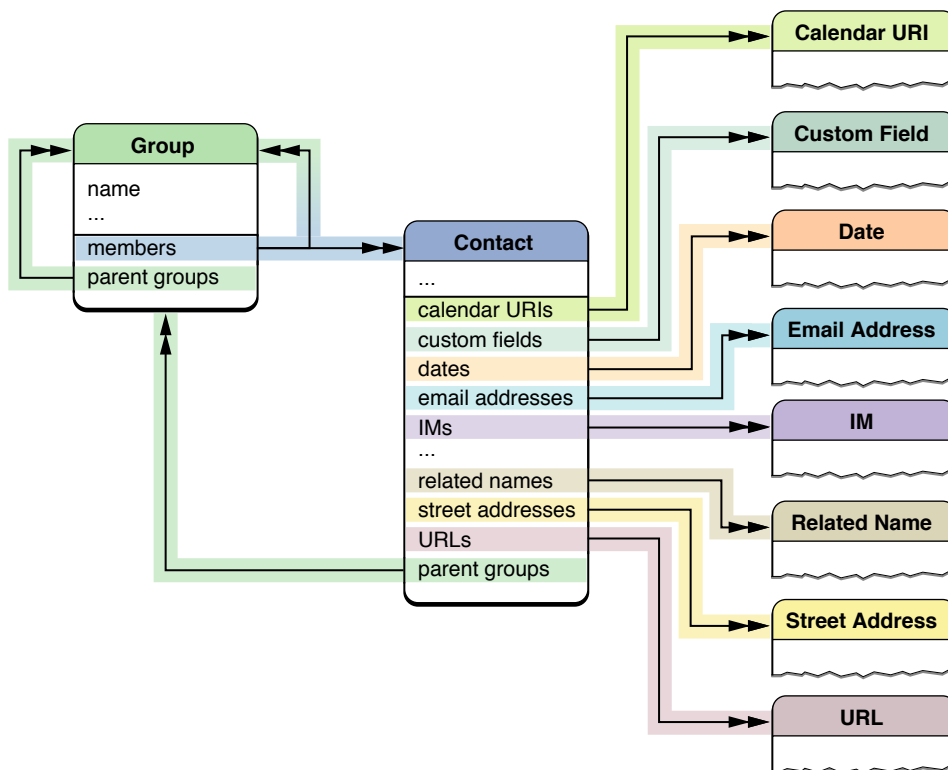 Group
name
...
members
parent groups
Contact
...
calendar URIs
custom fields
dates
email addresses
IMs
...
related names
street addresses
URLs
parent groups
Calendar URI
Custom Field
Date
Email Address
IM
Related Name
Street Address
URL